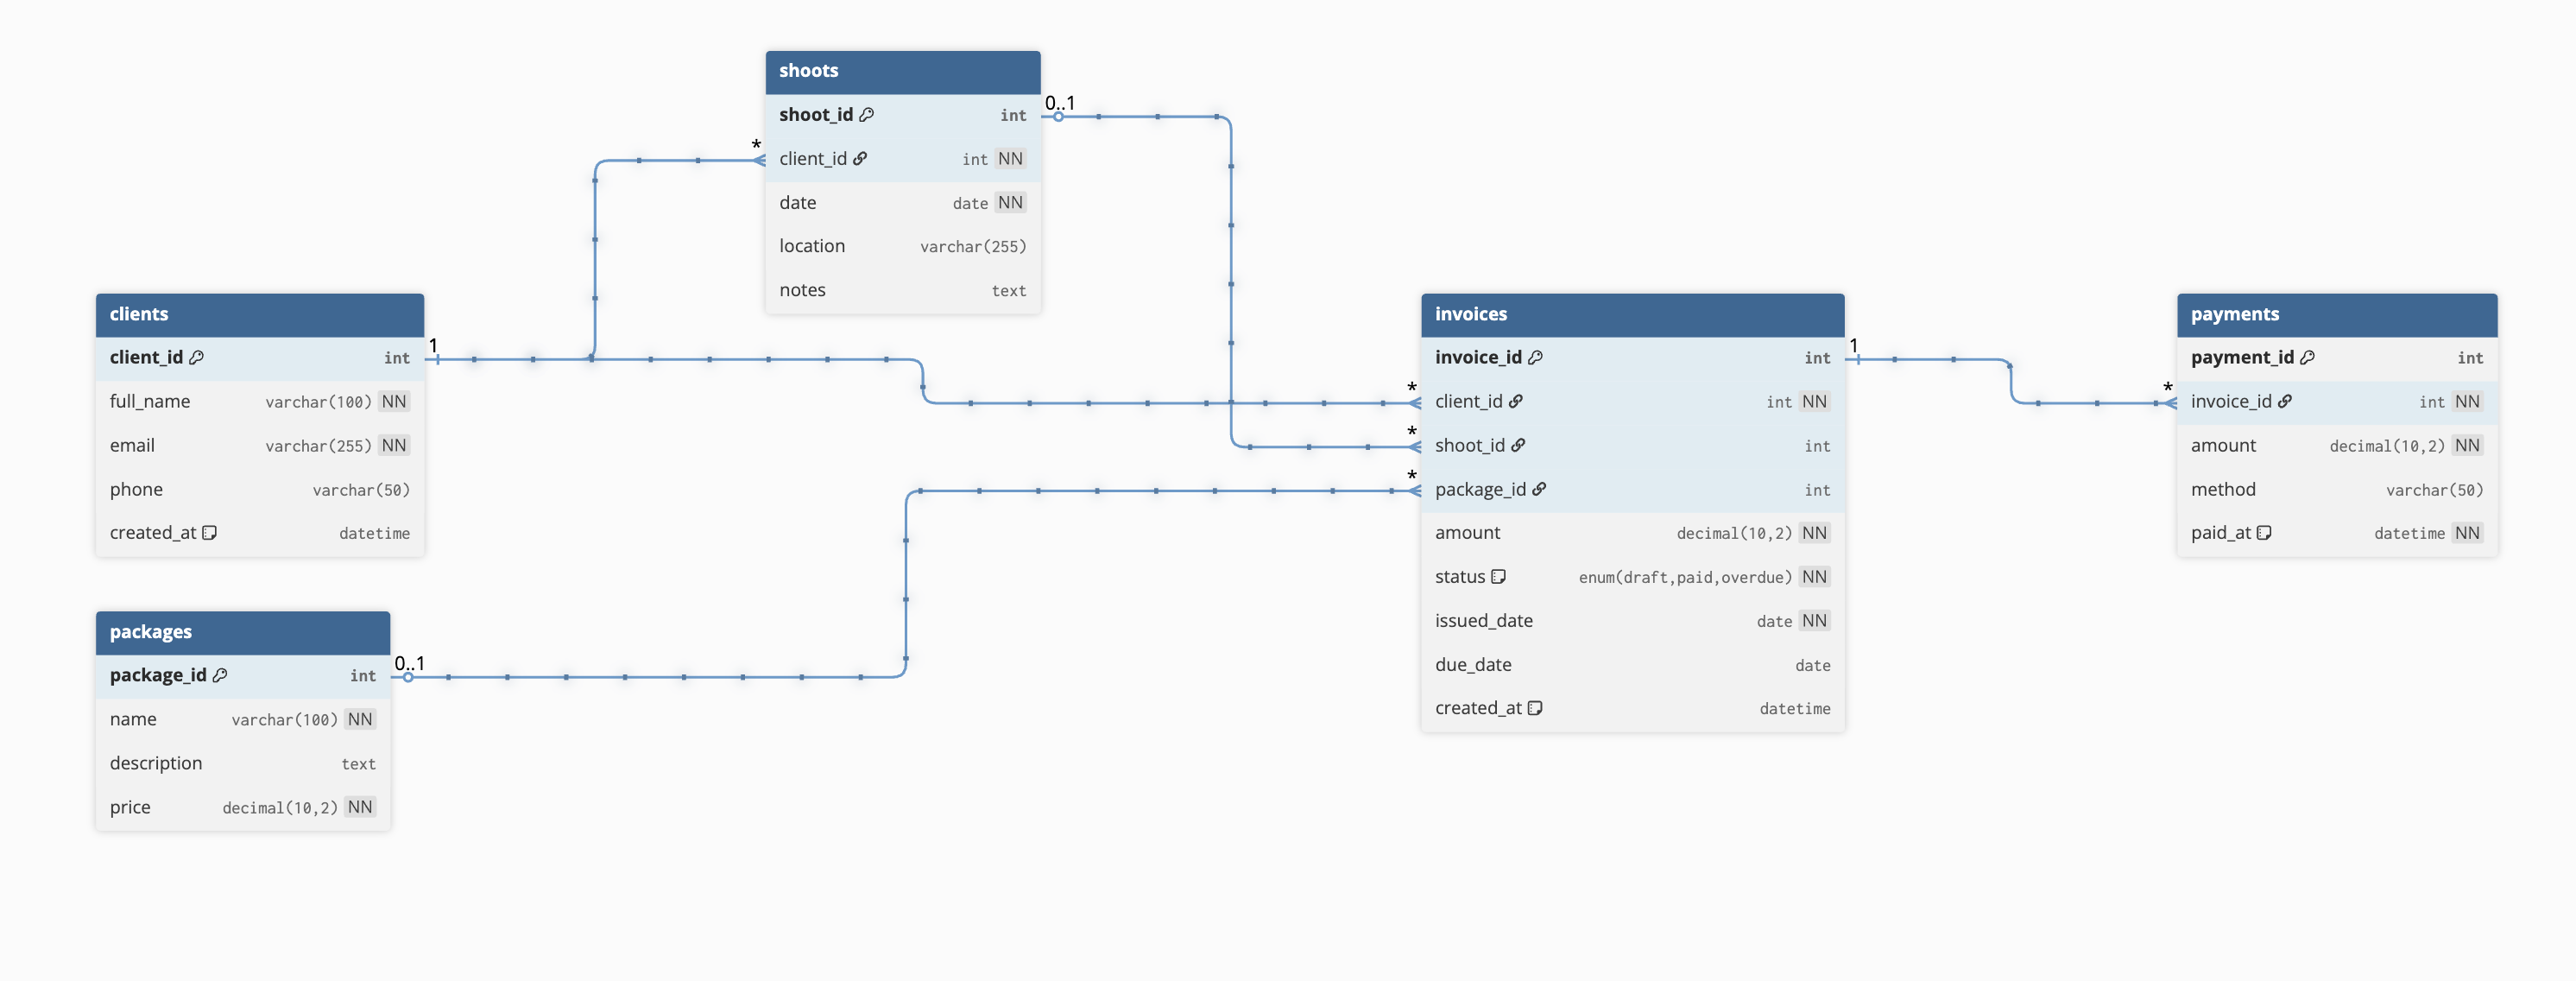 shoots
shoot_id int
client_id int NN
date date NN
location varchar(255)
notes text
0..1
*
clients
client_id int
full_name varchar(100) NN
email varchar(255) NN
phone varchar(50)
created_at datetime
1
packages
package_id int
name varchar(100) NN
description text
price decimal(10,2) NN
0..1
invoices
invoice_id int
client_id int NN
shoot_id int
package_id int
amount decimal(10,2) NN
status enum(draft,paid,overdue) NN
issued_date date NN
due_date date
created_at datetime
*
*
*
1
payments
payment_id int
invoice_id int NN
amount decimal(10,2) NN
method varchar(50)
paid_at datetime NN
*